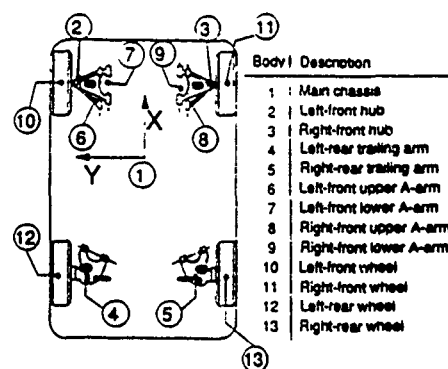 2
3
11
7
9
Body Description
1 Main chassis
2 Left-front hub
3 Right-front hub
4 Left-rear trailing arm
5 Right-rear trailing arm
6 Left-front upper A-arm
7 Left-front lower A-arm
8 Right-front upper A-arm
9 Right-front lower A-arm
10 Left-front wheel
11 Right-front wheel
12 Left-rear wheel
13 Right-rear wheel
10
6
X
8
Y
1
12
4
5
13